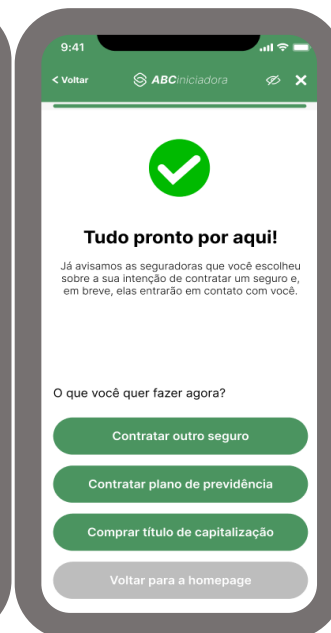 9:41
< Voltar
ABCiniciadora
Tudo pronto por aqui!
Já avisamos as seguradoras que você escolheu
sobre a sua intenção de contratar um seguro e,
em breve, elas entrarão em contato com você.
O que você quer fazer agora?
Contratar outro seguro
Contratar plano de previdência
Comprar título de capitalização
Voltar para a homepage